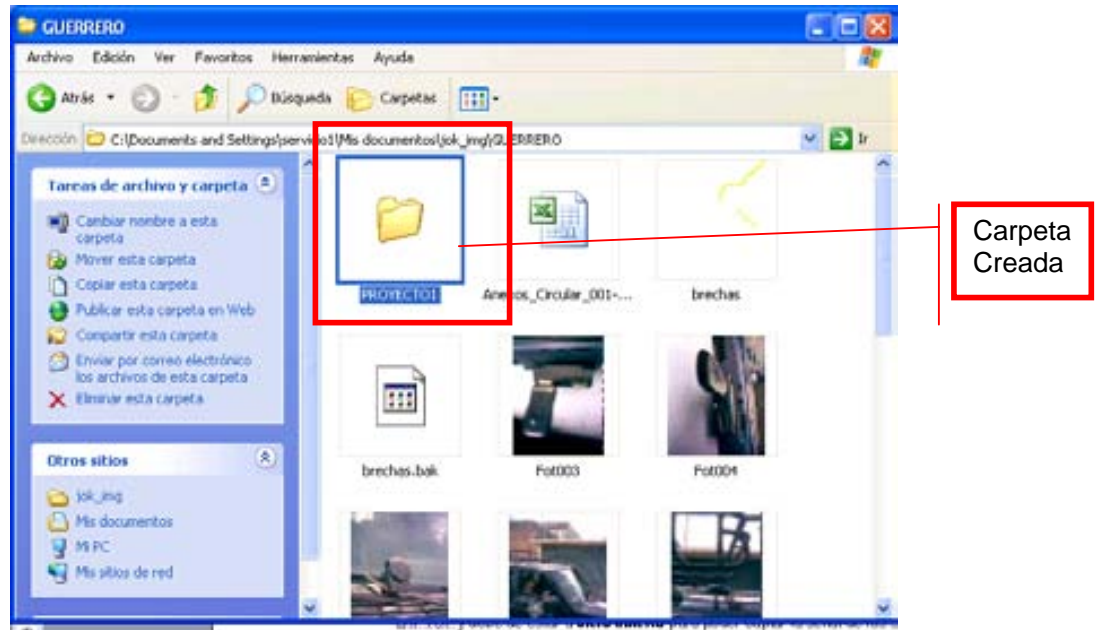 GUERRERO
Archivo Edición Ver Favoritos Herramientas Ayuda
Atrás Búsqueda Carpetas
Dirección C:\Documents and Settings\servicio1\Mis documentos\jok_img\GUERRERO Ir
Tareas de archivo y carpeta
Cambiar nombre a esta
carpeta
Mover esta carpeta
Copiar esta carpeta
Publicar esta carpeta en Web
Compartir esta carpeta
Enviar por correo electrónico
los archivos de esta carpeta
Eliminar esta carpeta
Otros sitios
jok_img
Mis documentos
Mi PC
Mis sitios de red
PROYECTO1
Anexos_Circular_001-...
brechas
brechas.bak
Fot003
Fot004
Carpeta
Creada